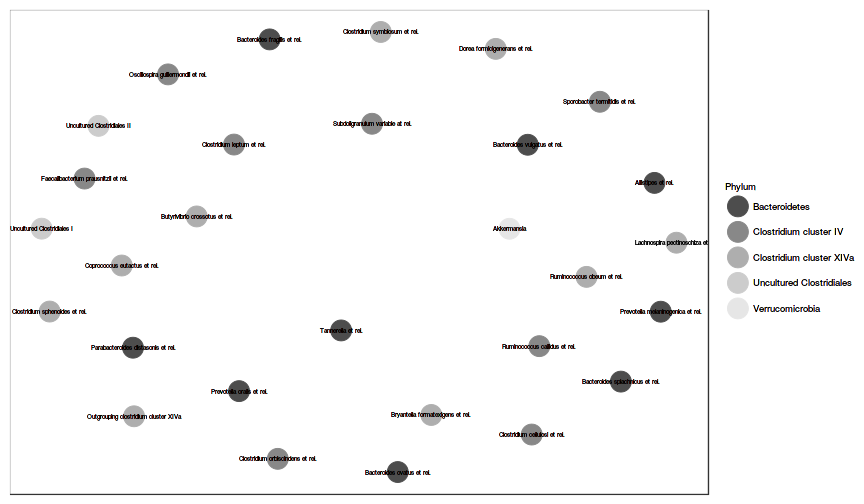 Clostridium symbiosum et rel.
Bacteroides fragilis et rel.
Dorea formicigenerans et rel.
Oscillospira guillermondii et rel.
Sporobacter termitidis et rel.
Subdoligranulum variable at rel.
Uncultured Clostridiales II
Clostridium leptum et rel.
Bacteroides vulgatus et rel.
Faecalibacterium prausnitzii et rel.
Allistipes et rel.
Phylum
Bacteroidetes
Butyrivibrio crossotus et rel.
Uncultured Clostridiales I
Akkermansia
Clostridium cluster IV
Lachnospira pectinoschiza et
Clostridium cluster XIVa
Coprococcus eutactus et rel.
Ruminococcus obeum et rel.
Uncultured Clostridiales
Clostridium sphenoides et rel.
Prevotella melaninogenica et rel.
Verrucomicrobia
Tannerella et rel.
Parabacteroides distasonis et rel.
Ruminococcus callidus et rel.
Bacteroides splachnicus et rel.
Prevotella oralis et rel.
Outgrouping clostridium cluster XIVa
Bryantella formatexigens et rel.
Clostridium cellulosi et rel.
Clostridium orbiscindens et rel.
Bacteroides ovatus et rel.